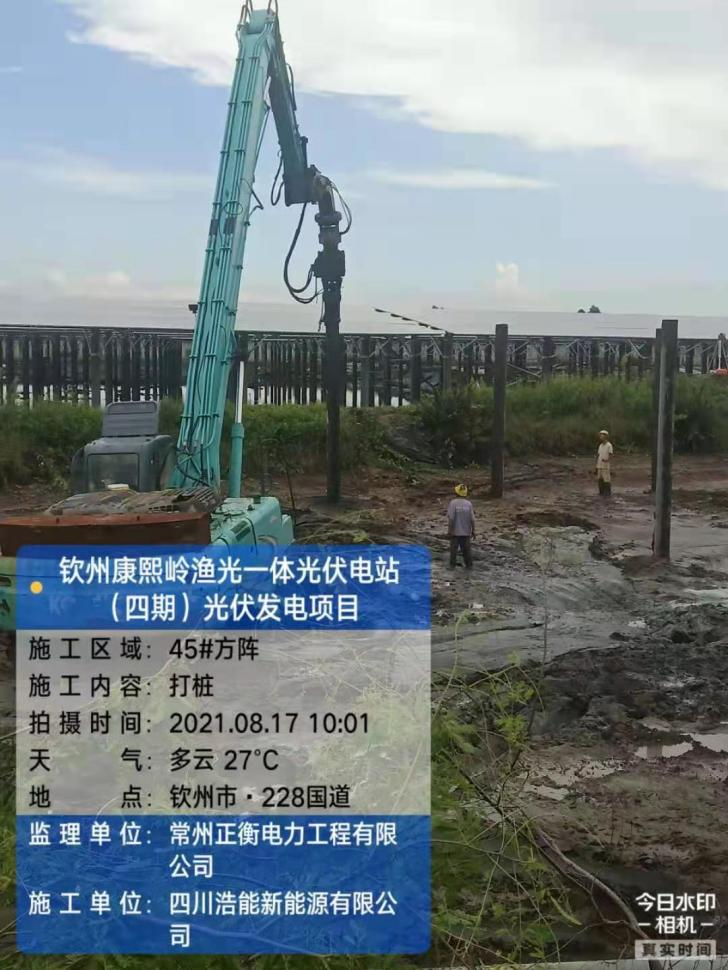 钦州康熙岭渔光一体光伏电站
（四期）光伏发电项目
施工区域：45#方阵
施工内容：打桩
拍摄时间：2021.08.17 10:01
天气：多云 27°C
地点：钦州市·228国道
监理单位：常州正衡电力工程有限
公司
施工单位：四川浩能新能源有限公
司
今日水印
-相机-
真实时间